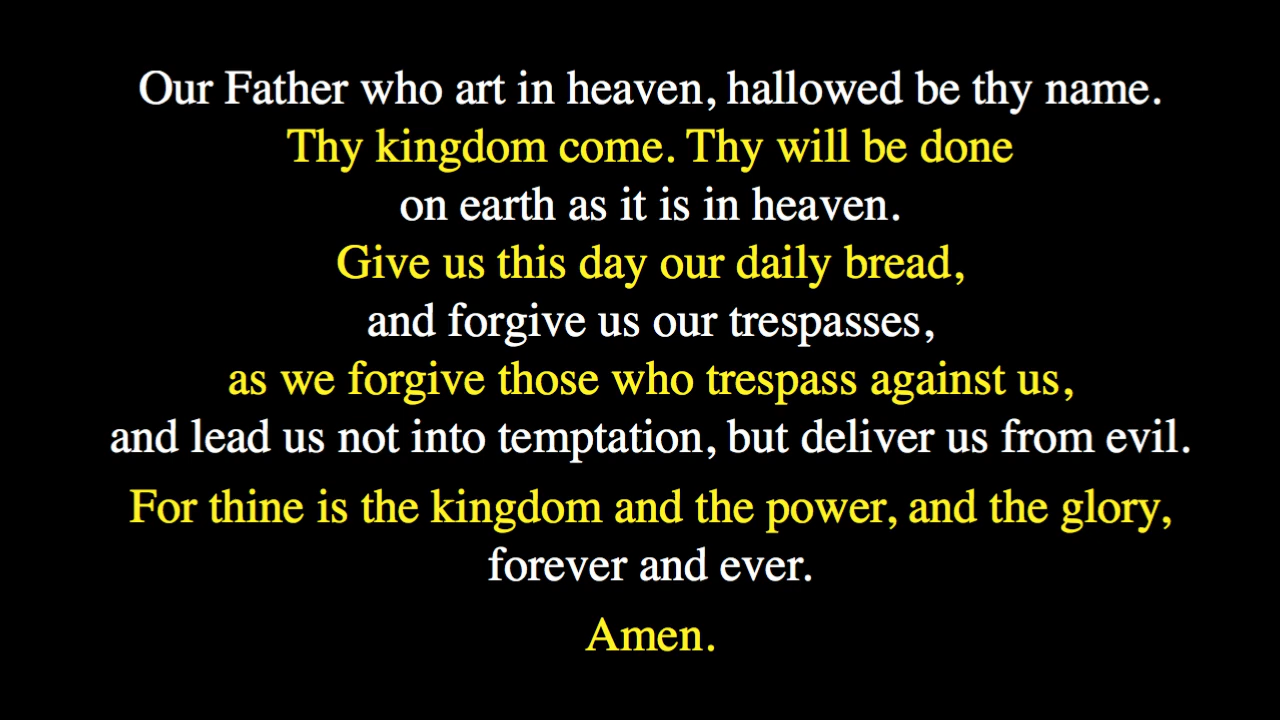 Our Father who art in heaven, hallowed be thy name.
Thy kingdom come. Thy will be done
on earth as it is in heaven.
Give us this day our daily bread,
and forgive us our trespasses,
as we forgive those who trespass against us,
and lead us not into temptation, but deliver us from evil.
For thine is the kingdom and the power, and the glory,
forever and ever.
Amen.